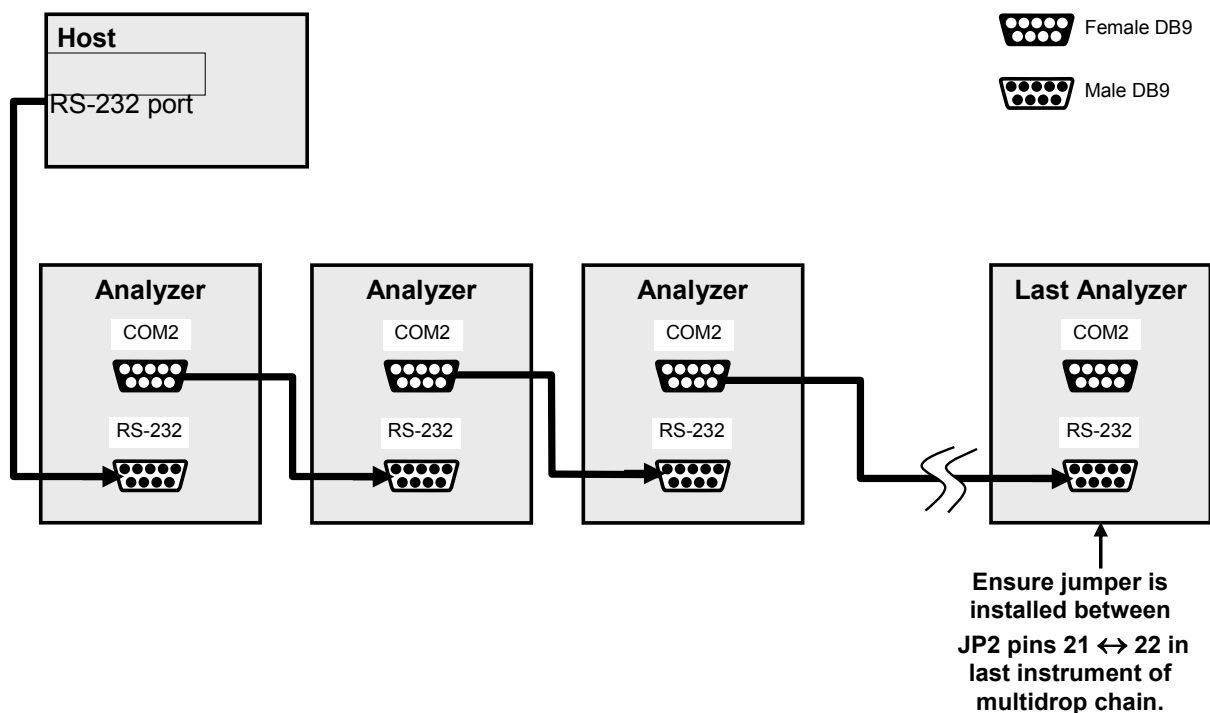 Host
RS-232 port
Female DB9
Male DB9
Analyzer
COM2
RS-232
Analyzer
COM2
RS-232
Analyzer
COM2
RS-232
Last Analyzer
COM2
RS-232
Ensure jumper is
installed between
JP2 pins 21 ↔ 22 in
last instrument of
multidrop chain.